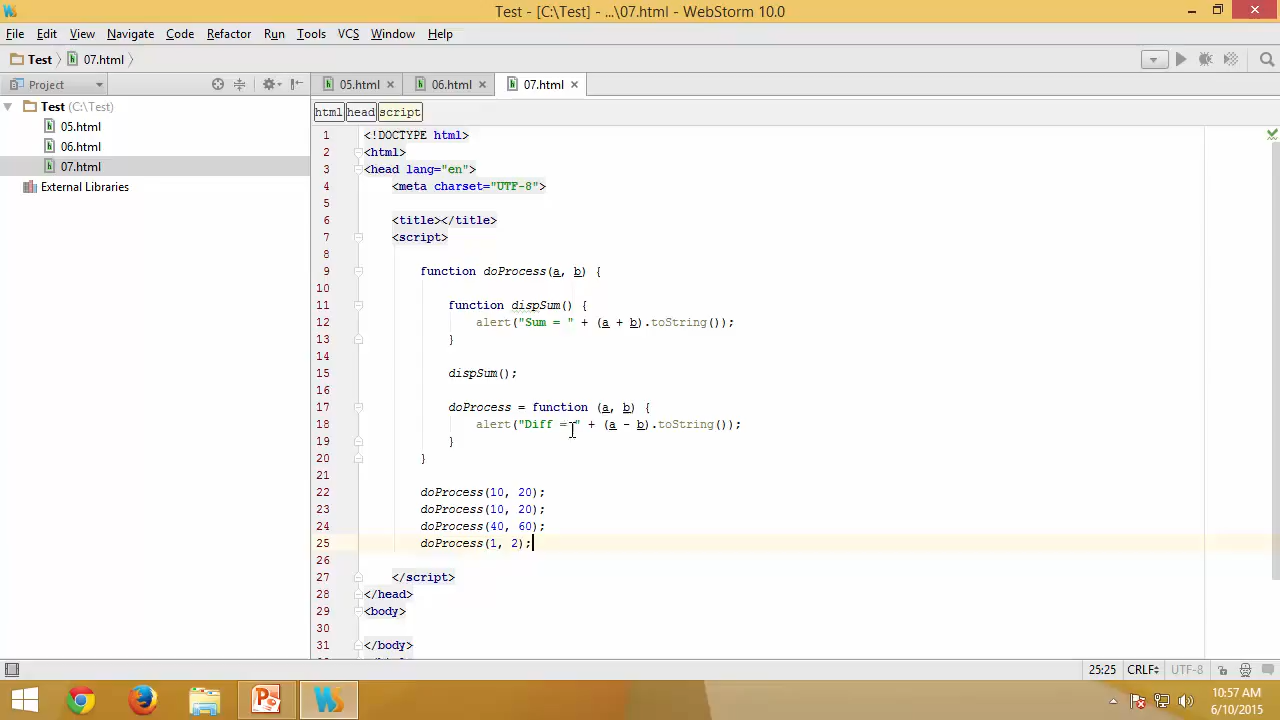 Test - [C:\Test] - ...\07.html - WebStorm 10.0
File Edit View Navigate Code Refactor Run Tools VCS Window Help
Test 07.html
Project
05.html 06.html 07.html
Test (C:\Test)
05.html
06.html
07.html
External Libraries
html head script
1 <!DOCTYPE html>
2 <html>
3 <head lang="en">
4 <meta charset="UTF-8">
5
6 <title></title>
7 <script>
8
9 function doProcess(a, b) {
10
11 function dispSum() {
12 alert("Sum = " + (a + b).toString());
13 }
14
15 dispSum();
16
17 doProcess = function (a, b) {
18 alert("Diff = " + (a - b).toString());
19 }
20 }
21
22 doProcess(10, 20);
23 doProcess(10, 20);
24 doProcess(40, 60);
25 doProcess(1, 2);
26
27 </script>
28 </head>
29 <body>
30
31 </body>
25:25 CRLF UTF-8
10:57 AM
6/10/2015